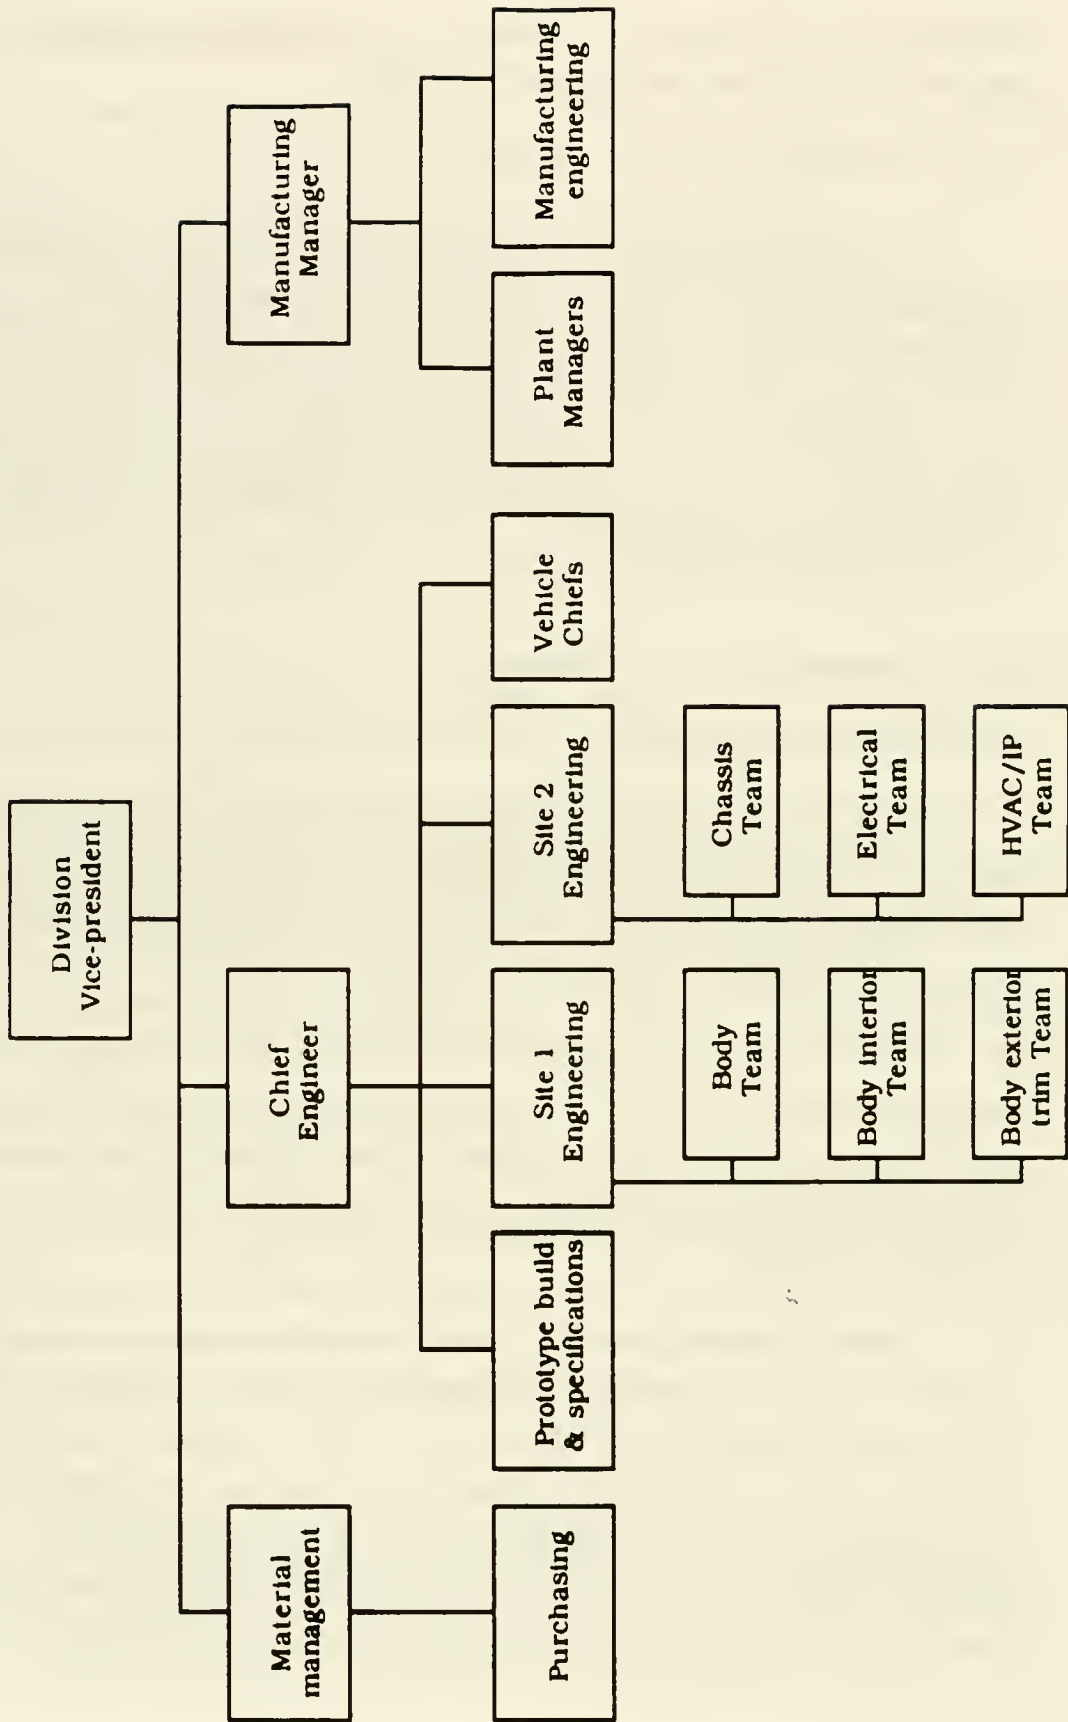 Division
Vice-president
Material
management
Chief
Engineer
Manufacturing
Manager
Purchasing
Prototype build
& specifications
Site 1
Engineering
Site 2
Engineering
Vehicle
Chiefs
Plant
Managers
Manufacturing
engineering
Body
Team
Body interior
Team
Body exterior
trim Team
Chassis
Team
Electrical
Team
HVAC/IP
Team